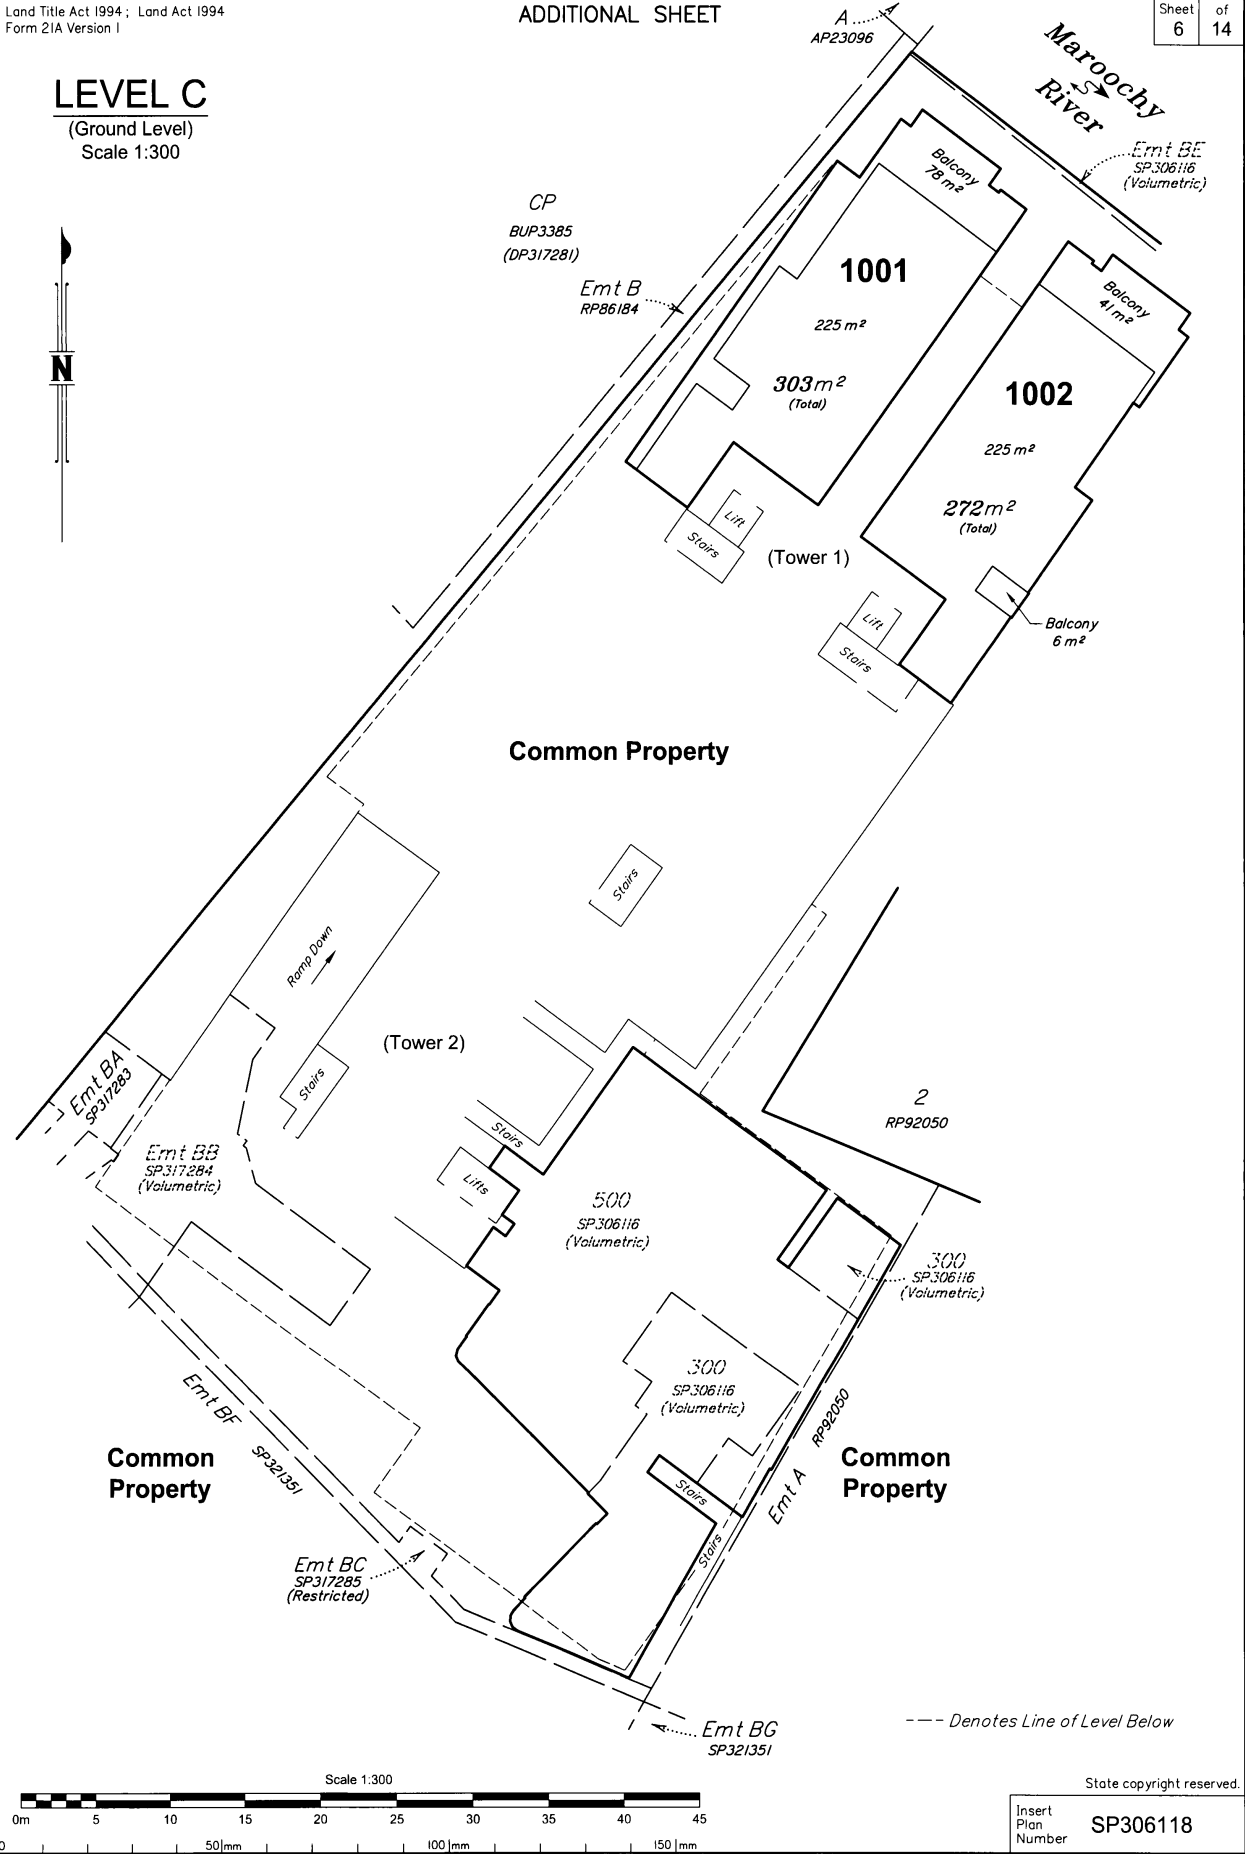 Land Title Act 1994 ; Land Act 1994
Form 21A Version 1
ADDITIONAL SHEET
Sheet of
6 14
LEVEL C
(Ground Level)
Scale 1:300
A
AP23096
Maroochy
River
Emt BE
SP306116
(Volumetric)
CP
BUP3385
(DP317281)
Emt B
RP86184
Balcony
78 m²
1001
225 m²
303 m²
(Total)
Balcony
41 m²
1002
225 m²
272 m²
(Total)
N
Lift
Stairs
(Tower 1)
Lift
Stairs
Balcony
6 m²
Common Property
Stairs
Ramp Down
(Tower 2)
Stairs
Emt BA
SP317283
Emt BB
SP317284
(Volumetric)
Stairs
Lifts
2
RP92050
500
SP306116
(Volumetric)
300
SP306116
(Volumetric)
300
SP306116
(Volumetric)
Emt BF
SP321351
Common
Property
Emt A
RP92050
Common
Property
Stairs
Stairs
Emt BC
SP317285
(Restricted)
Emt BG
SP321351
Denotes Line of Level Below
Scale 1:300
0m 5 10 15 20 25 30 35 40 45
0 50 mm 100 mm 150 mm
State copyright reserved.
Insert
Plan
Number
SP306118